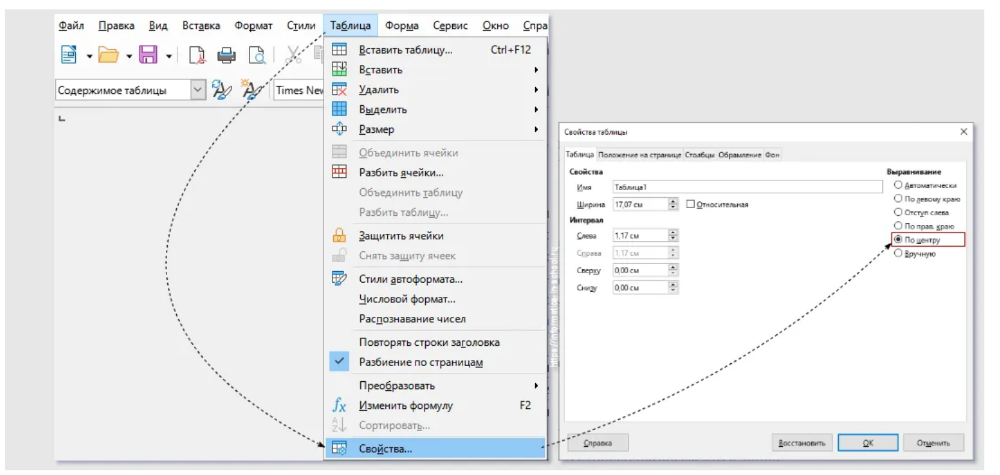 Файл Правка Вид Вставка Формат Стили Таблица Форма Сервис Окно Спра
Содержимое таблицы
Times New
Вставить таблицу... Ctrl+F12
Вставить
Удалить
Выделить
Размер
Объединить ячейки
Разбить ячейки...
Объединить таблицу
Разбить таблицу...
Защитить ячейки
Снять защиту ячеек
Стили автоформата...
Числовой формат...
Распознавание чисел
Повторять строки заголовка
Разбиение по страницам
Преобразовать
Изменить формулу F2
Сортировать...
Свойства...
https://informatica-in-school.ru
Свойства таблицы
Таблица Положение на странице Столбцы Обрамление Фон
Свойства
Имя Таблица1
Ширина 17,07 см Относительная
Интервал
Слева 1,17 см
Справа 1,17 см
Сверху 0,00 см
Снизу 0,00 см
Выравнивание
Автоматически
По левому краю
Отступ слева
По прав. краю
По центру
Вручную
Справка Восстановить OK Отменить